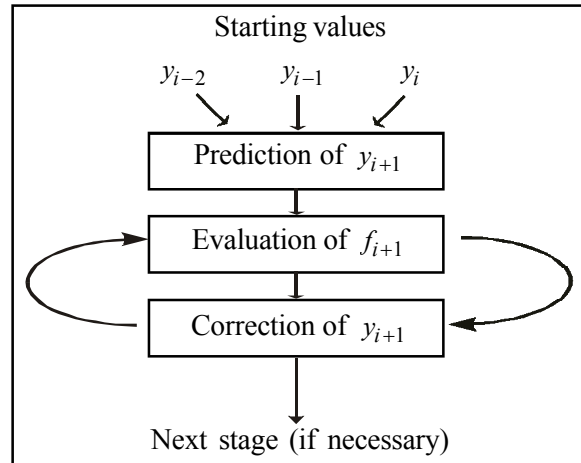 Starting values
y_{i-2} y_{i-1} y_i
Prediction of y_{i+1}
Evaluation of f_{i+1}
Correction of y_{i+1}
Next stage (if necessary)